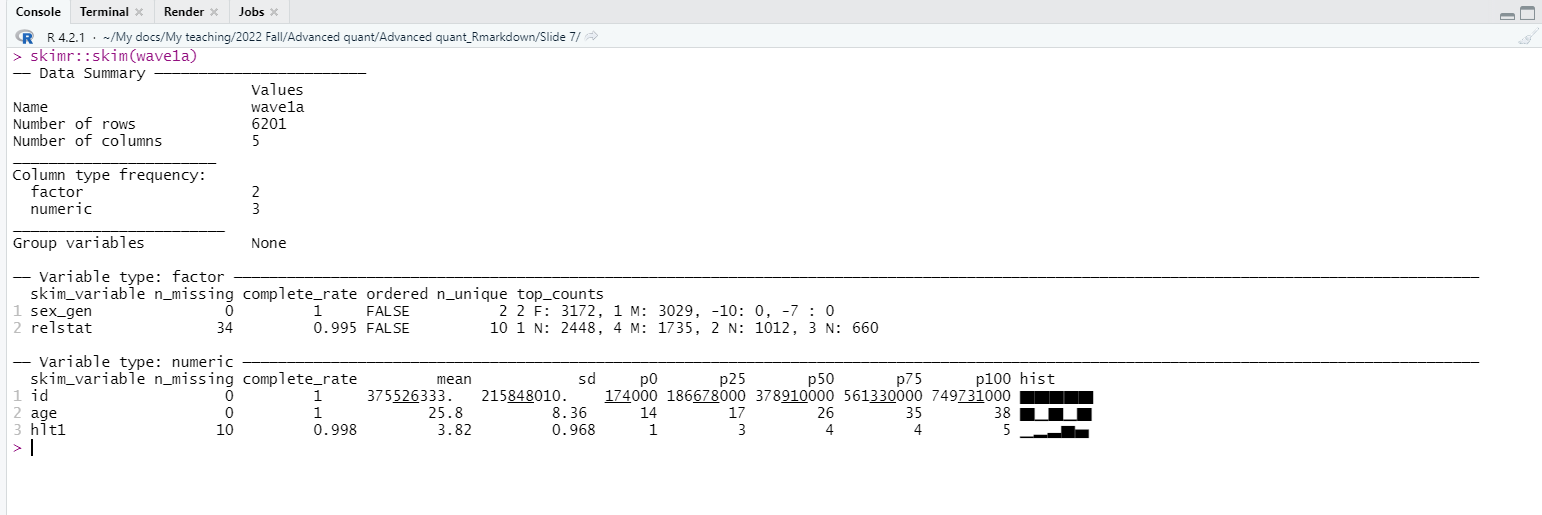 Console Terminal Render Jobs
R 4.2.1 · ~/My docs/My teaching/2022 Fall/Advanced quant/Advanced quant_Rmarkdown/Slide 7/
> skimr::skim(wave1a)
── Data Summary ────────────────────────
Values
Name wave1a
Number of rows 6201
Number of columns 5
_______________________
Column type frequency:
factor 2
numeric 3
________________________
Group variables None
── Variable type: factor ──
skim_variable n_missing complete_rate ordered n_unique top_counts
1 sex_gen 0 1 FALSE 2 2 F: 3172, 1 M: 3029, -10: 0, -7 : 0
2 relstat 34 0.995 FALSE 10 1 N: 2448, 4 M: 1735, 2 N: 1012, 3 N: 660
── Variable type: numeric ──
skim_variable n_missing complete_rate mean sd p0 p25 p50 p75 p100 hist
1 id 0 1 375526333. 215848010. 174000 186678000 378910000 561330000 749731000 ▇▇▇▇▇
2 age 0 1 25.8 8.36 14 17 26 35 38 ▇▁▇▁▇
3 hlt1 10 0.998 3.82 0.968 1 3 4 4 5 ▁▂▃▇▅
>